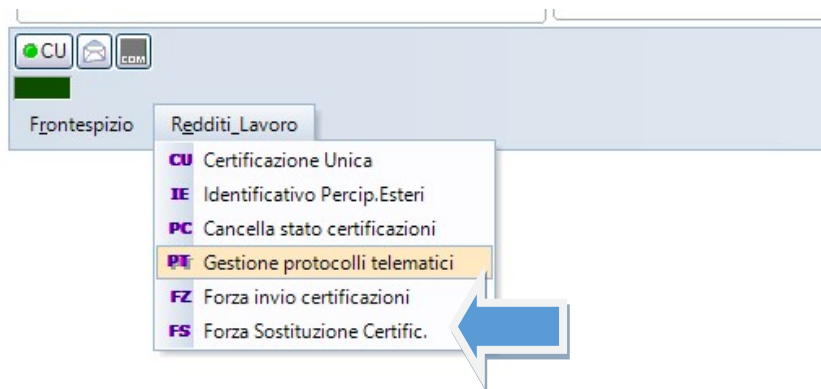 CU
COM
Frontespizio Redditi_Lavoro
CU Certificazione Unica
IE Identificativo Percip.Esteri
PC Cancella stato certificazioni
PT Gestione protocolli telematici
FZ Forza invio certificazioni
FS Forza Sostituzione Certific.